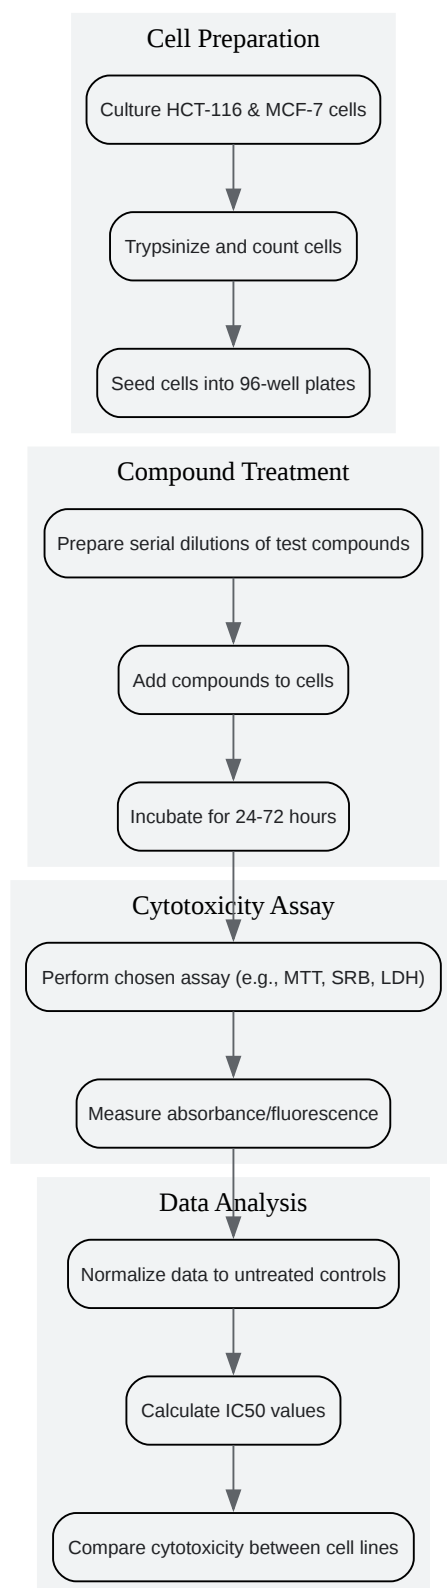 Cell Preparation
Culture HCT-116 & MCF-7 cells
Trypsinize and count cells
Seed cells into 96-well plates
Compound Treatment
Prepare serial dilutions of test compounds
Add compounds to cells
Incubate for 24-72 hours
Cytotoxicity Assay
Perform chosen assay (e.g., MTT, SRB, LDH)
Measure absorbance/fluorescence
Data Analysis
Normalize data to untreated controls
Calculate IC50 values
Compare cytotoxicity between cell lines